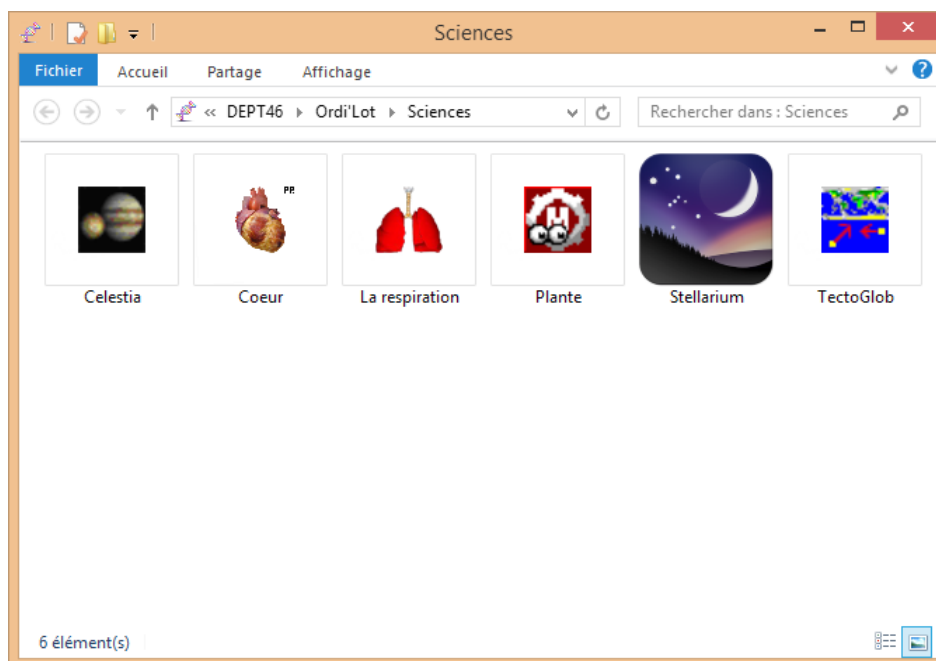 Sciences
Fichier Accueil Partage Affichage
« DEPT46 Ordi'Lot Sciences Rechercher dans : Sciences
PP.
Celestia Coeur La respiration Plante Stellarium TectoGlob
6 élément(s)